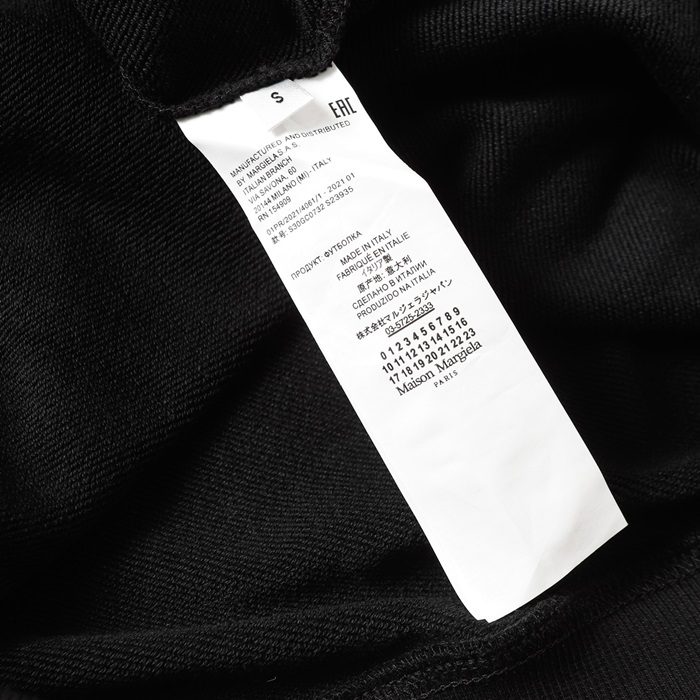 S
EAC
MANUFACTURED AND DISTRIBUTED
BY MARGIELA S.A.S.
ITALIAN BRANCH
VIA SAVONA, 60
20144 MILANO (MI) - ITALY
RN 154909
01PR/2021/4061/1 - 2021 01
款号: S30GC0732 S23935
ПРОДУКТ: ФУТБОЛКА
MADE IN ITALY
FABRIQUÉ EN ITALIE
イタリア製
原产地: 意大利
СДЕЛАНО В ИТАЛИИ
PRODUZIDO NA ITALIA
株式会社マルジェラジャパン
03-5725-2333
0 1 2 3 4 5 6 7 8 9
10 11 12 13 14 15 16
17 18 19 20 21 22 23
Maison Margiela
PARIS